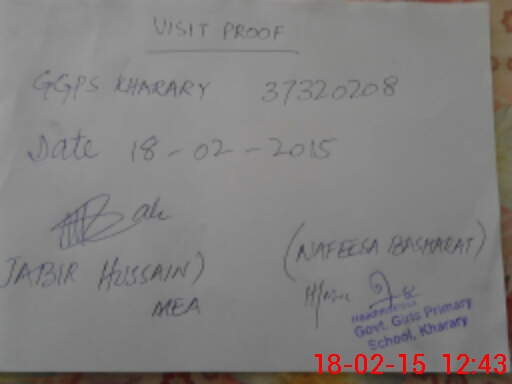 VISIT PROOF
GGPS KHARARY 37320208
Date 18-02-2015
JABIR HUSSAIN)
(NAFEESA BASHARAT)
MEA
Headmistress
Govt. Girls Primary
School, Kharary
18-02-15 12:43